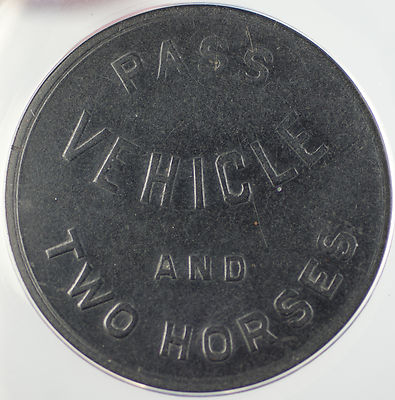 PASS
VEHICLE
AND
TWO HORSES